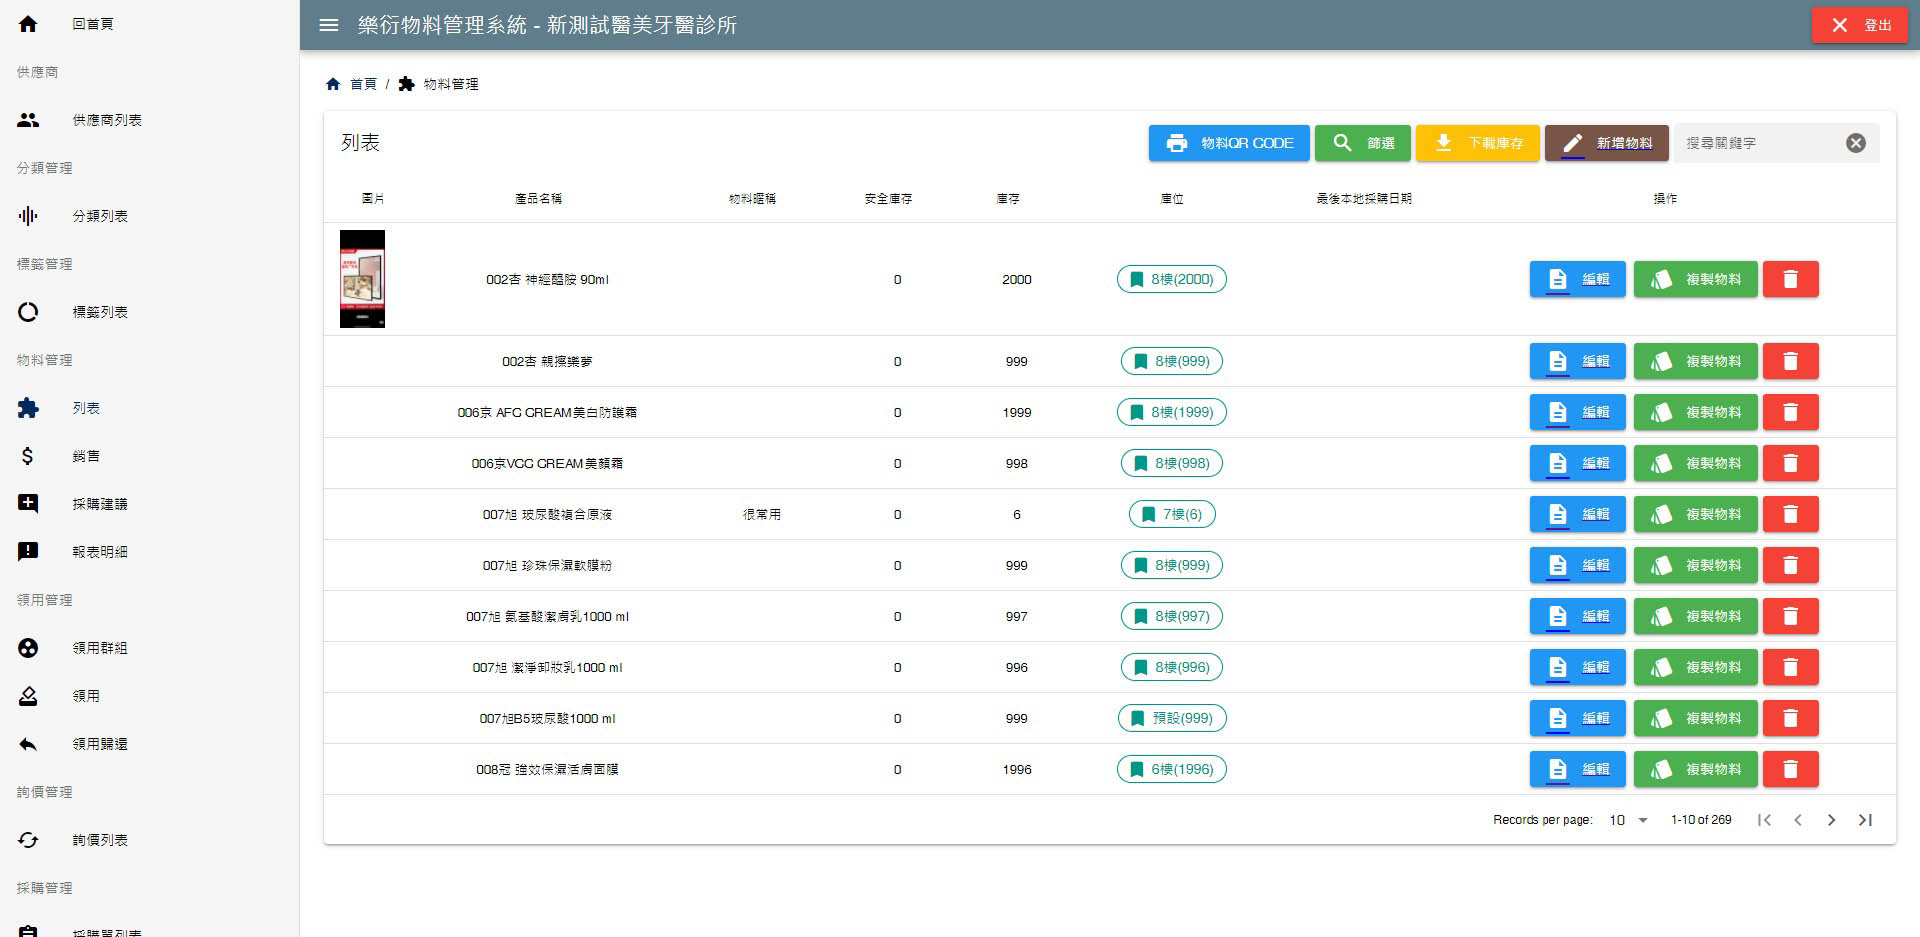 回首頁
供應商
供應商列表
分類管理
分類列表
標籤管理
標籤列表
物料管理
列表
銷售
採購建議
報表明細
領用管理
領用群組
領用
領用歸還
詢價管理
詢價列表
採購管理
採購單列表
樂衍物料管理系統 - 新測試醫美牙醫診所
登出
首頁 / 物料管理
列表
物料QR CODE 篩選 下載庫存 新增物料 搜尋關鍵字
圖片 產品名稱 物料暱稱 安全庫存 庫存 庫位 最後本地採購日期 操作
002杏 神經醯胺 90ml 0 2000 8樓(2000) 編輯 複製物料
002杏 親擦樂夢 0 999 8樓(999) 編輯 複製物料
006京 AFC CREAM美白防護霜 0 1999 8樓(1999) 編輯 複製物料
006京VCC CREAM美顏霜 0 998 8樓(998) 編輯 複製物料
007旭 玻尿酸複合原液 很常用 0 6 7樓(6) 編輯 複製物料
007旭 珍珠保濕軟膜粉 0 999 8樓(999) 編輯 複製物料
007旭 氨基酸潔膚乳1000 ml 0 997 8樓(997) 編輯 複製物料
007旭 潔淨卸妝乳1000 ml 0 996 8樓(996) 編輯 複製物料
007旭B5玻尿酸1000 ml 0 999 預設(999) 編輯 複製物料
008冠 強效保濕活膚面膜 0 1996 6樓(1996) 編輯 複製物料
Records per page: 10 1-10 of 269